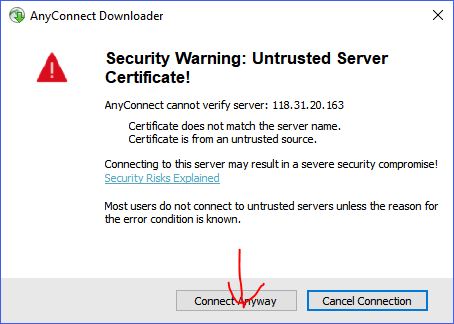 AnyConnect Downloader
Security Warning: Untrusted Server
Certificate!
AnyConnect cannot verify server: 118.31.20.163
Certificate does not match the server name.
Certificate is from an untrusted source.
Connecting to this server may result in a severe security compromise!
Security Risks Explained
Most users do not connect to untrusted servers unless the reason for
the error condition is known.
Connect Anyway
Cancel Connection